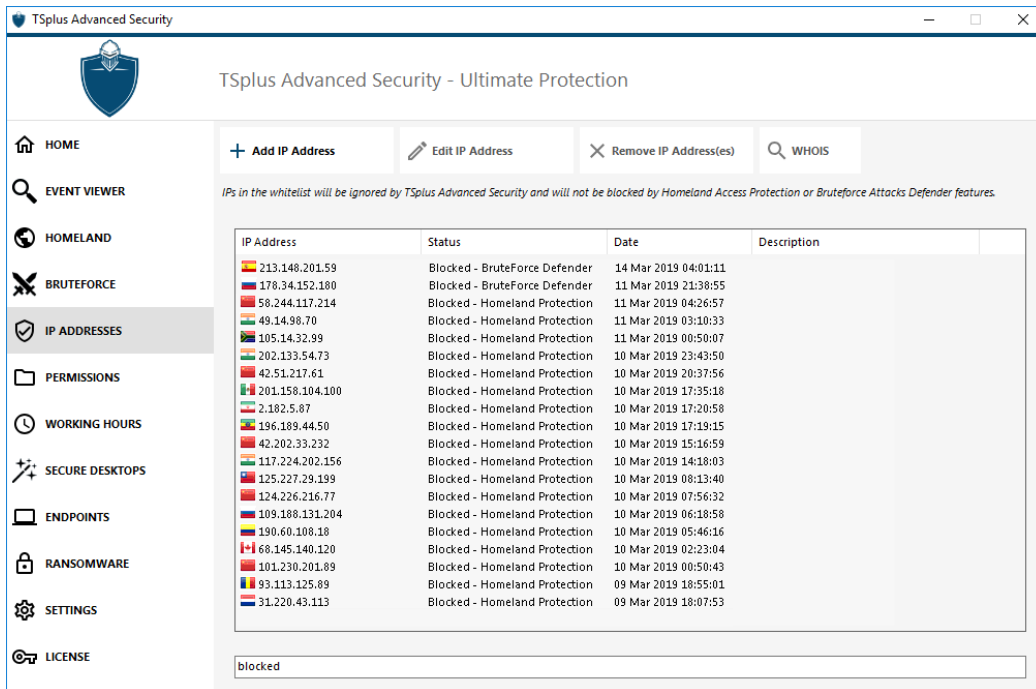 TSplus Advanced Security
TSplus Advanced Security - Ultimate Protection
HOME
EVENT VIEWER
HOMELAND
BRUTEFORCE
IP ADDRESSES
PERMISSIONS
WORKING HOURS
SECURE DESKTOPS
ENDPOINTS
RANSOMWARE
SETTINGS
LICENSE
Add IP Address Edit IP Address Remove IP Address(es) WHOIS
IPs in the whitelist will be ignored by TSplus Advanced Security and will not be blocked by Homeland Access Protection or Bruteforce Attacks Defender features.
IP Address Status Date Description
213.148.201.59 Blocked - BruteForce Defender 14 Mar 2019 04:01:11
178.34.152.180 Blocked - BruteForce Defender 11 Mar 2019 21:38:55
58.244.117.214 Blocked - Homeland Protection 11 Mar 2019 04:26:57
49.14.98.70 Blocked - Homeland Protection 11 Mar 2019 03:10:33
105.14.32.99 Blocked - Homeland Protection 11 Mar 2019 00:50:07
202.133.54.73 Blocked - Homeland Protection 10 Mar 2019 23:43:50
42.51.217.61 Blocked - Homeland Protection 10 Mar 2019 20:37:56
201.158.104.100 Blocked - Homeland Protection 10 Mar 2019 17:35:18
2.182.5.87 Blocked - Homeland Protection 10 Mar 2019 17:20:58
196.189.44.50 Blocked - Homeland Protection 10 Mar 2019 17:19:15
42.202.33.232 Blocked - Homeland Protection 10 Mar 2019 15:16:59
117.224.202.156 Blocked - Homeland Protection 10 Mar 2019 14:18:03
125.227.29.199 Blocked - Homeland Protection 10 Mar 2019 08:13:40
124.226.216.77 Blocked - Homeland Protection 10 Mar 2019 07:56:32
109.188.131.204 Blocked - Homeland Protection 10 Mar 2019 06:18:58
190.60.108.18 Blocked - Homeland Protection 10 Mar 2019 05:46:16
68.145.140.120 Blocked - Homeland Protection 10 Mar 2019 02:23:04
101.230.201.89 Blocked - Homeland Protection 10 Mar 2019 00:50:43
93.113.125.89 Blocked - Homeland Protection 09 Mar 2019 18:55:01
31.220.43.113 Blocked - Homeland Protection 09 Mar 2019 18:07:53
blocked